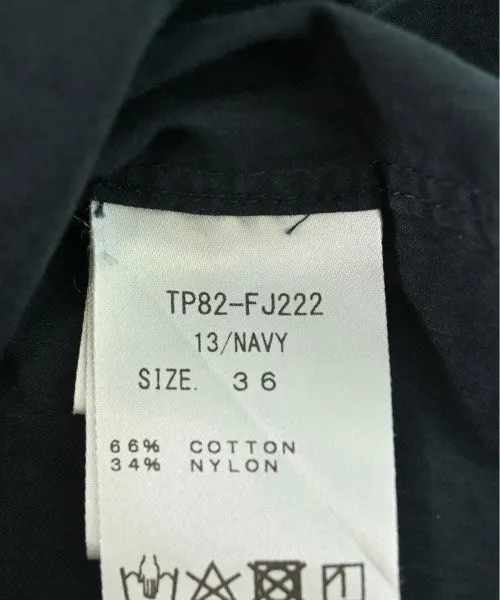 TP82-FJ222
13/NAVY
SIZE. 36
66% COTTON
34% NYLON